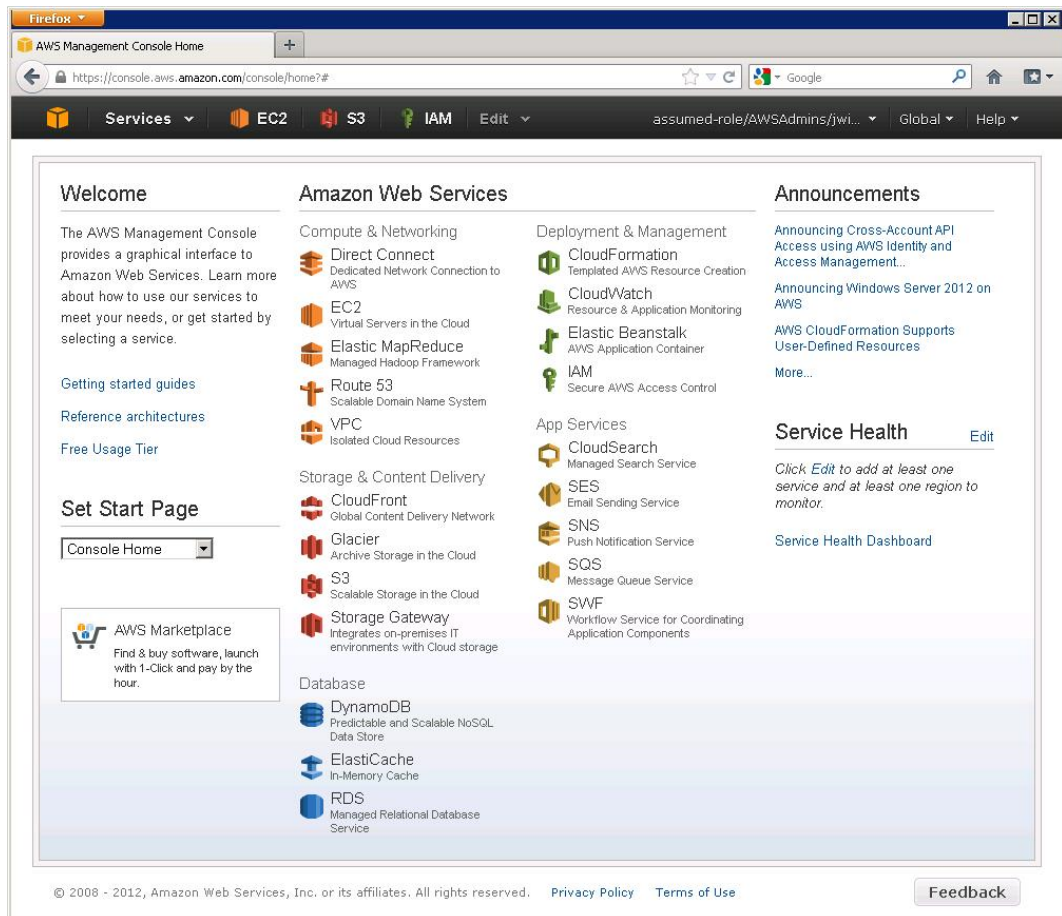 Firefox
AWS Management Console Home
https://console.aws.amazon.com/console/home?#
Google
Services
EC2
S3
IAM
Edit
assumed-role/AWSAdmins/jwi...
Global
Help
Welcome
The AWS Management Console
provides a graphical interface to
Amazon Web Services. Learn more
about how to use our services to
meet your needs, or get started by
selecting a service.
Getting started guides
Reference architectures
Free Usage Tier
Set Start Page
Console Home
AWS Marketplace
Find & buy software, launch
with 1-Click and pay by the
hour.
Amazon Web Services
Compute & Networking
Direct Connect
Dedicated Network Connection to
AWS
EC2
Virtual Servers in the Cloud
Elastic MapReduce
Managed Hadoop Framework
Route 53
Scalable Domain Name System
VPC
Isolated Cloud Resources
Storage & Content Delivery
CloudFront
Global Content Delivery Network
Glacier
Archive Storage in the Cloud
S3
Scalable Storage in the Cloud
Storage Gateway
Integrates on-premises IT
environments with Cloud storage
Database
DynamoDB
Predictable and Scalable NoSQL
Data Store
ElastiCache
In-Memory Cache
RDS
Managed Relational Database
Service
Deployment & Management
CloudFormation
Templated AWS Resource Creation
CloudWatch
Resource & Application Monitoring
Elastic Beanstalk
AWS Application Container
IAM
Secure AWS Access Control
App Services
CloudSearch
Managed Search Service
SES
Email Sending Service
SNS
Push Notification Service
SQS
Message Queue Service
SWF
Workflow Service for Coordinating
Application Components
Announcements
Announcing Cross-Account API
Access using AWS Identity and
Access Management...
Announcing Windows Server 2012 on
AWS
AWS CloudFormation Supports
User-Defined Resources
More...
Service Health
Edit
Click Edit to add at least one
service and at least one region to
monitor.
Service Health Dashboard
© 2008 - 2012, Amazon Web Services, Inc. or its affiliates. All rights reserved.
Privacy Policy
Terms of Use
Feedback